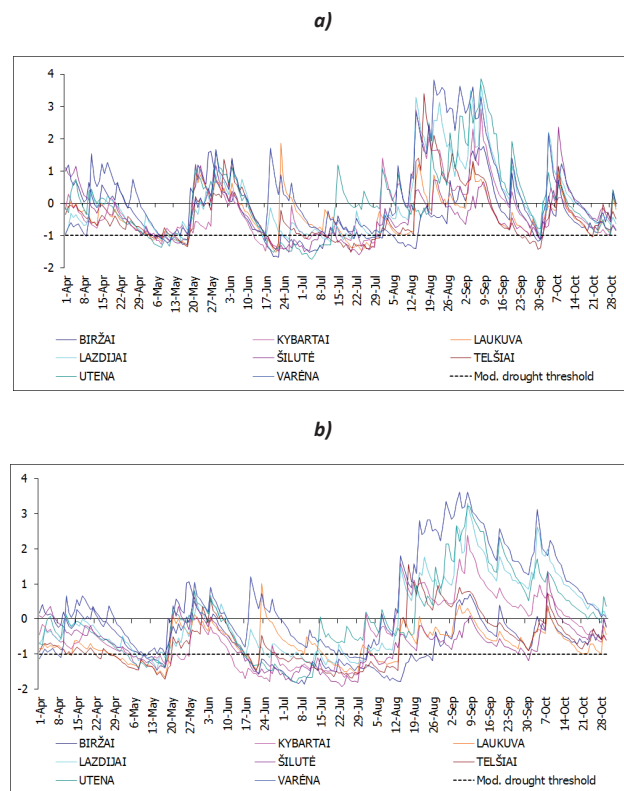 a)
4
3
2
1
0
-1
-2
1-Apr 8-Apr 15-Apr 22-Apr 29-Apr 6-May 13-May 20-May 27-May 3-Jun 10-Jun 17-Jun 24-Jun 1-Jul 8-Jul 15-Jul 22-Jul 29-Jul 5-Aug 12-Aug 19-Aug 26-Aug 2-Sep 9-Sep 16-Sep 23-Sep 30-Sep 7-Oct 14-Oct 21-Oct 28-Oct
BIRŽAI KYBARTAI LAUKUVA
LAZDIJAI ŠILUTĖ TELŠIAI
UTENA VARĖNA Mod. drought threshold
b)
4
3
2
1
0
-1
-2
1-Apr 8-Apr 15-Apr 22-Apr 29-Apr 6-May 13-May 20-May 27-May 3-Jun 10-Jun 17-Jun 24-Jun 1-Jul 8-Jul 15-Jul 22-Jul 29-Jul 5-Aug 12-Aug 19-Aug 26-Aug 2-Sep 9-Sep 16-Sep 23-Sep 30-Sep 7-Oct 14-Oct 21-Oct 28-Oct
BIRŽAI KYBARTAI LAUKUVA
LAZDIJAI ŠILUTĖ TELŠIAI
UTENA VARĖNA Mod. drought threshold